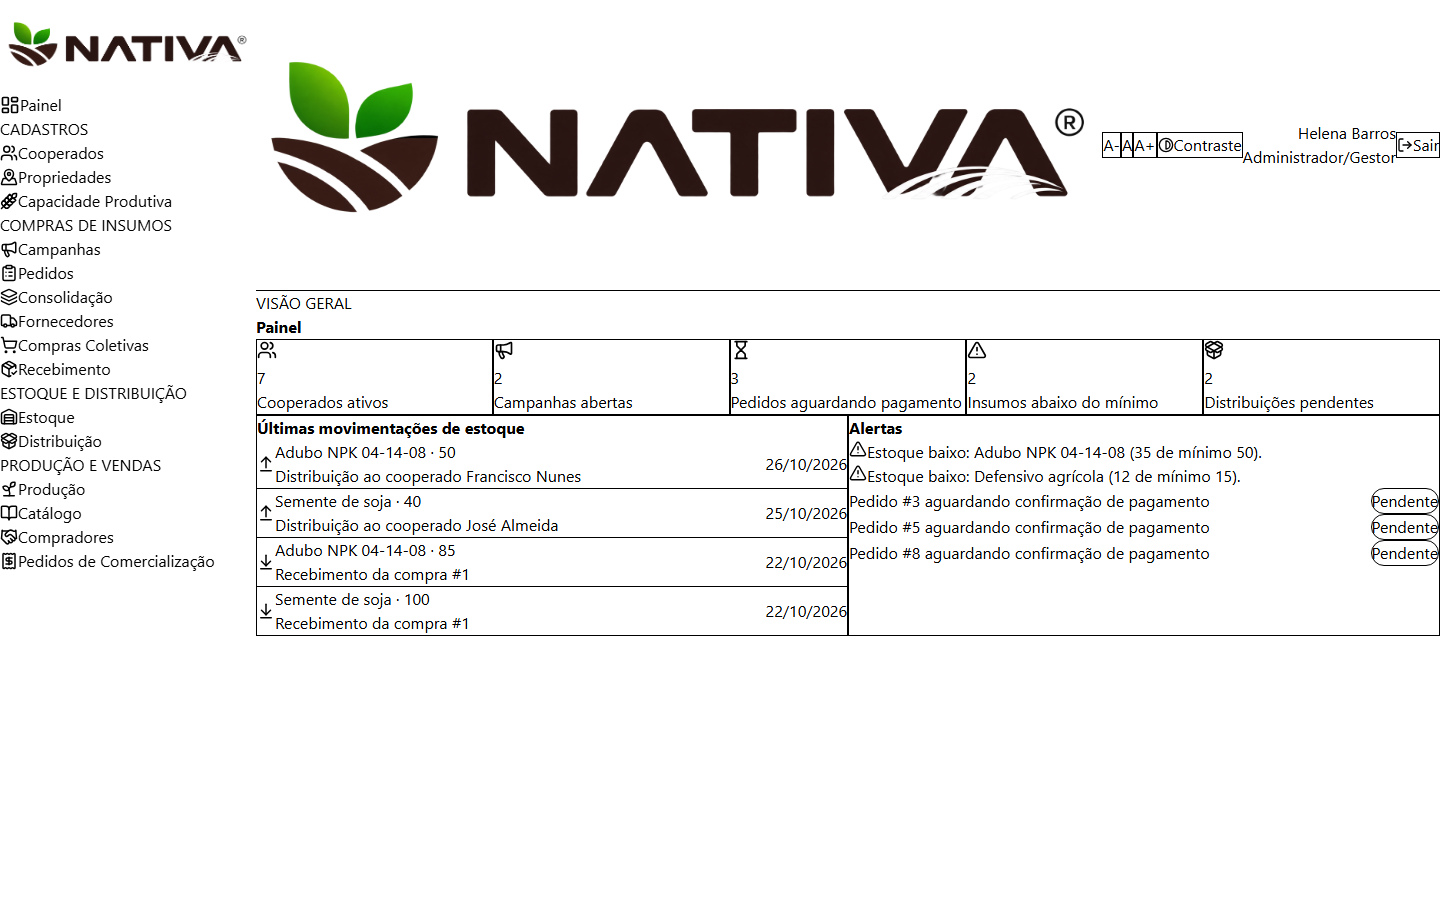 NATIVA®
Painel
CADASTROS
Cooperados
Propriedades
Capacidade Produtiva
COMPRAS DE INSUMOS
Campanhas
Pedidos
Consolidação
Fornecedores
Compras Coletivas
Recebimento
ESTOQUE E DISTRIBUIÇÃO
Estoque
Distribuição
PRODUÇÃO E VENDAS
Produção
Catálogo
Compradores
Pedidos de Comercialização
NATIVA®
A- A A+ Contraste
Helena Barros
Administrador/Gestor
Sair
VISÃO GERAL
Painel
7
Cooperados ativos
2
Campanhas abertas
3
Pedidos aguardando pagamento
2
Insumos abaixo do mínimo
2
Distribuições pendentes
Últimas movimentações de estoque
Adubo NPK 04-14-08 · 50
Distribuição ao cooperado Francisco Nunes
26/10/2026
Semente de soja · 40
Distribuição ao cooperado José Almeida
25/10/2026
Adubo NPK 04-14-08 · 85
Recebimento da compra #1
22/10/2026
Semente de soja · 100
Recebimento da compra #1
22/10/2026
Alertas
Estoque baixo: Adubo NPK 04-14-08 (35 de mínimo 50).
Estoque baixo: Defensivo agrícola (12 de mínimo 15).
Pedido #3 aguardando confirmação de pagamento Pendente
Pedido #5 aguardando confirmação de pagamento Pendente
Pedido #8 aguardando confirmação de pagamento Pendente